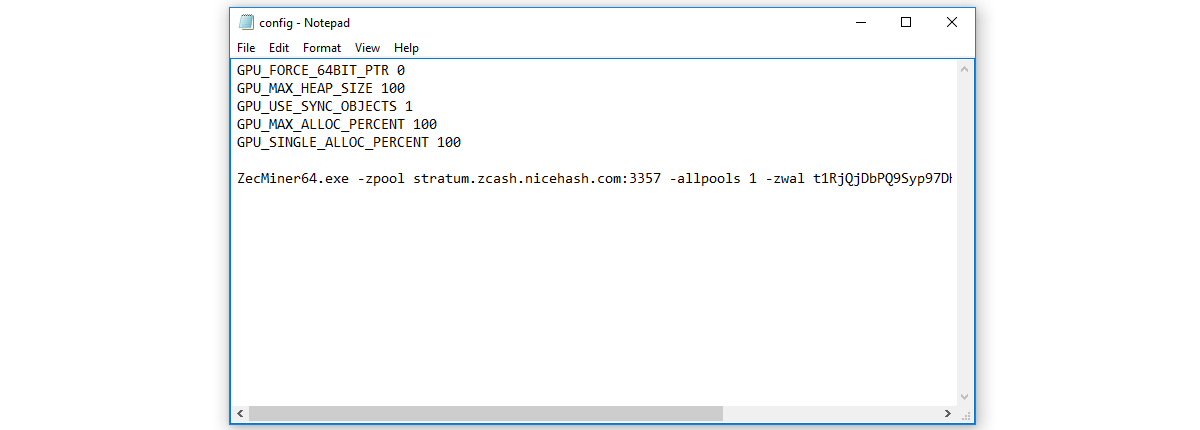 config - Notepad
File Edit Format View Help
GPU_FORCE_64BIT_PTR 0
GPU_MAX_HEAP_SIZE 100
GPU_USE_SYNC_OBJECTS 1
GPU_MAX_ALLOC_PERCENT 100
GPU_SINGLE_ALLOC_PERCENT 100
ZecMiner64.exe -zpool stratum.zcash.nicehash.com:3357 -allpools 1 -zwal t1RjQjDbPQ9Syp97D